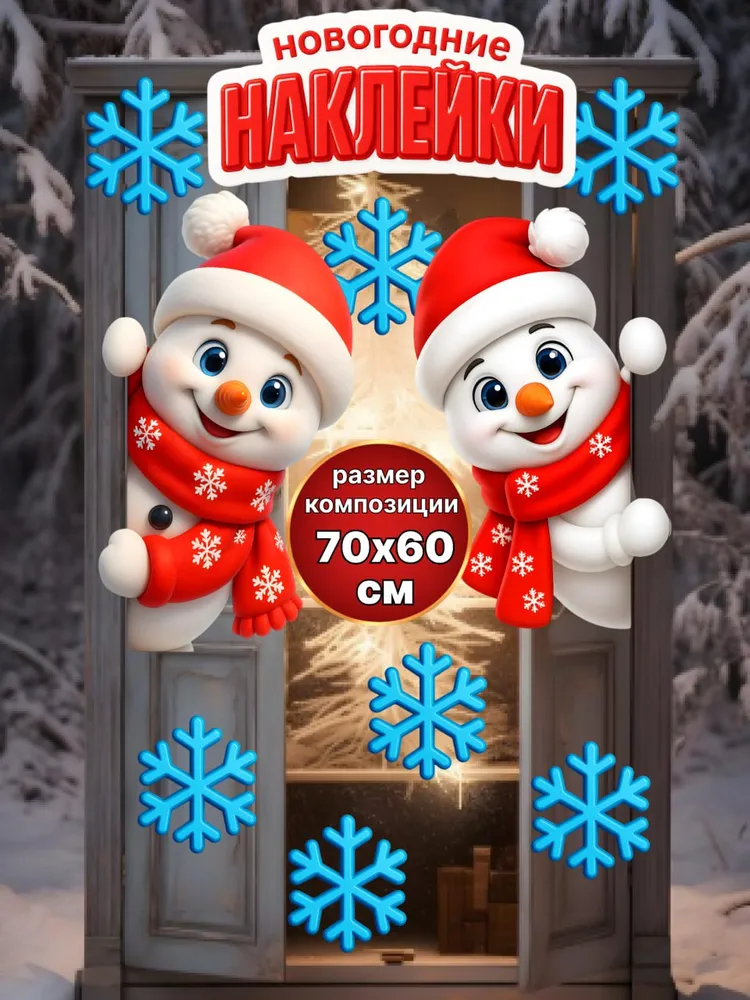 новогодние
НАКЛЕЙКИ
размер
композиции
70х60
см